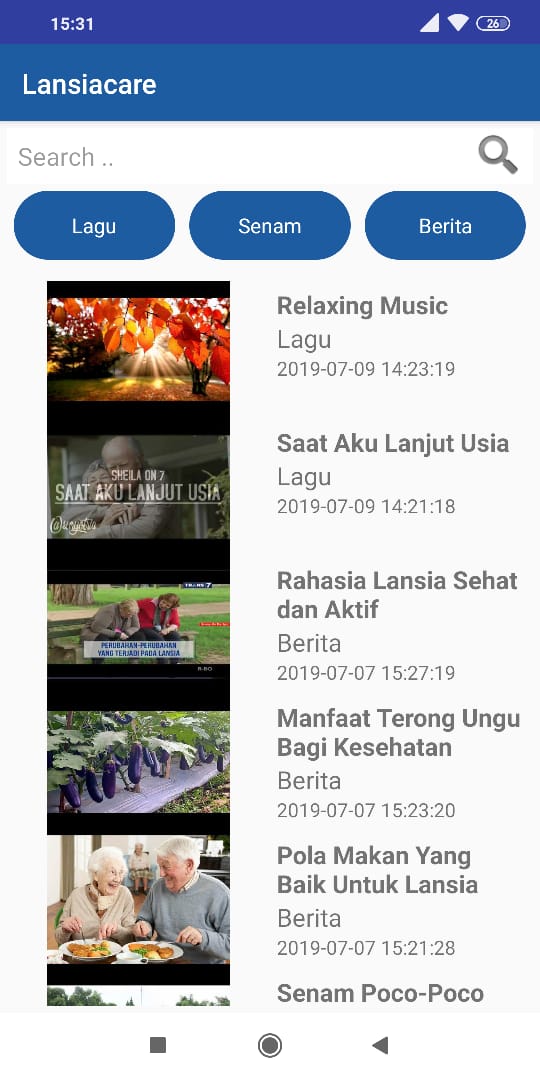 15:31
26
Lansiacare
Search ..
Lagu
Senam
Berita
Relaxing Music
Lagu
2019-07-09 14:23:19
SHEILA ON 7
SAAT AKU LANJUT USIA
Saat Aku Lanjut Usia
Lagu
2019-07-09 14:21:18
TRANS 7
PERUBAHAN-PERUBAHAN
YANG TERJADI PADA LANSIA
Rahasia Lansia Sehat
dan Aktif
Berita
2019-07-07 15:27:19
Manfaat Terong Ungu
Bagi Kesehatan
Berita
2019-07-07 15:23:20
Pola Makan Yang
Baik Untuk Lansia
Berita
2019-07-07 15:21:28
Senam Poco-Poco